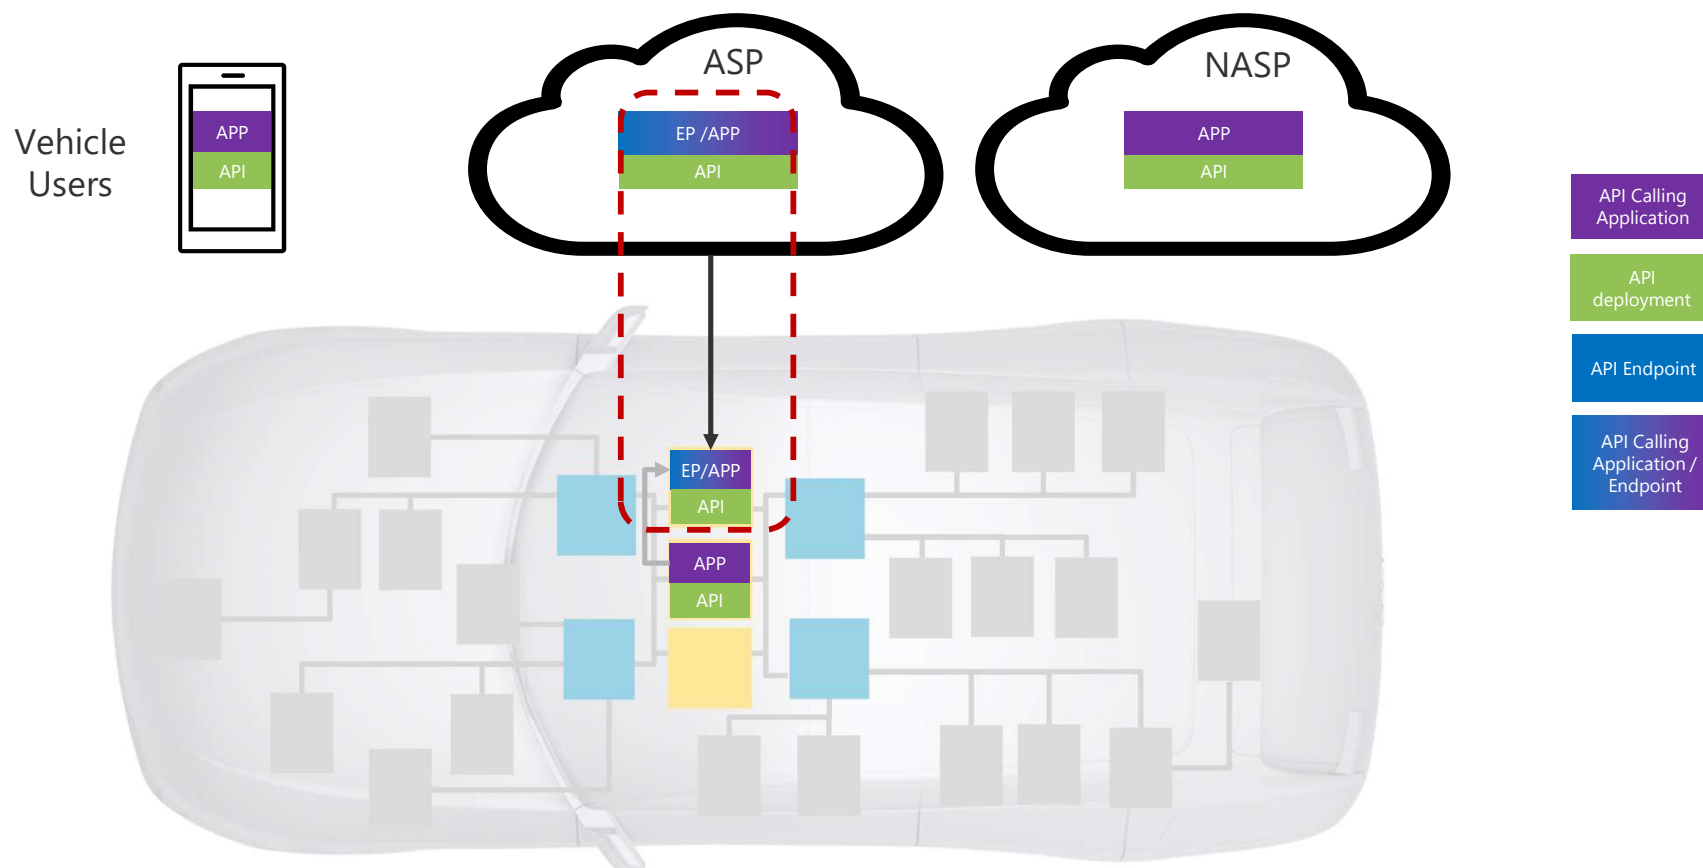 Vehicle
Users
APP
API
ASP
EP /APP
API
NASP
APP
API
API Calling
Application
API
deployment
API Endpoint
API Calling
Application /
Endpoint
EP/APP
API
APP
API